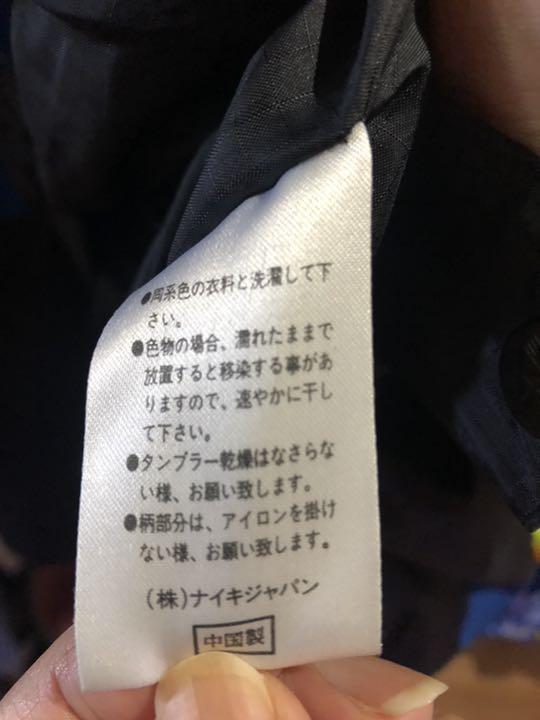 ●同系色の衣料と洗濯して下
さい。
●色物の場合、濡れたままで
放置すると移染する事があ
りますので、速やかに干し
て下さい。
●タンブラー乾燥はなさらな
い様、お願い致します。
●柄部分は、アイロンを掛け
ない様、お願い致します。
(株)ナイキジャパン
中国製